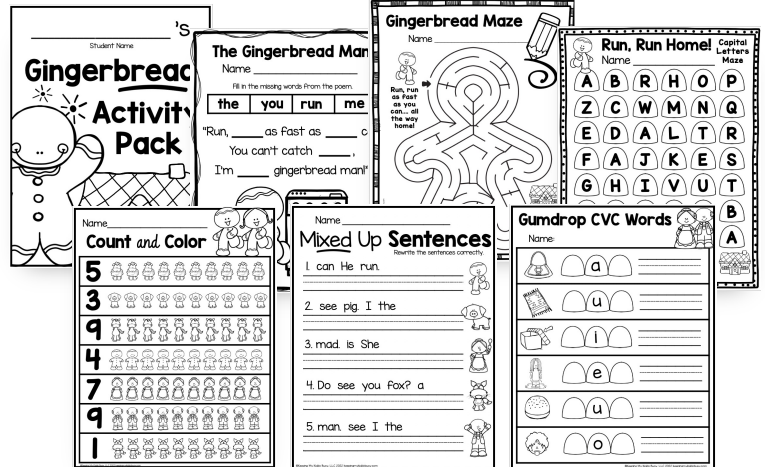 's
Student Name
Gingerbread
Activity
Pack
The Gingerbread Man
Name
Fill in the missing words from the poem.
the you run me
"Run, as fast as c
You can't catch ,
I'm gingerbread man!"
Gingerbread Maze
Name
Run, run
as fast
as you
can... all
the way
home!
Run, Run Home!
Capital
Letters
Maze
Name
A B R H O P
Z C W M N Q
E D A L T R
F A J K E S
G H I V U T
B
A
Name
Count and Color
5
3
9
4
7
9
1
Name
Mixed Up Sentences
Rewrite the sentences correctly.
1. can He run.
2. see pig. I the
3. mad. is She
4. Do see you fox? a
5. man. see I the
Gumdrop CVC Words
Name:
a
u
i
e
u
o